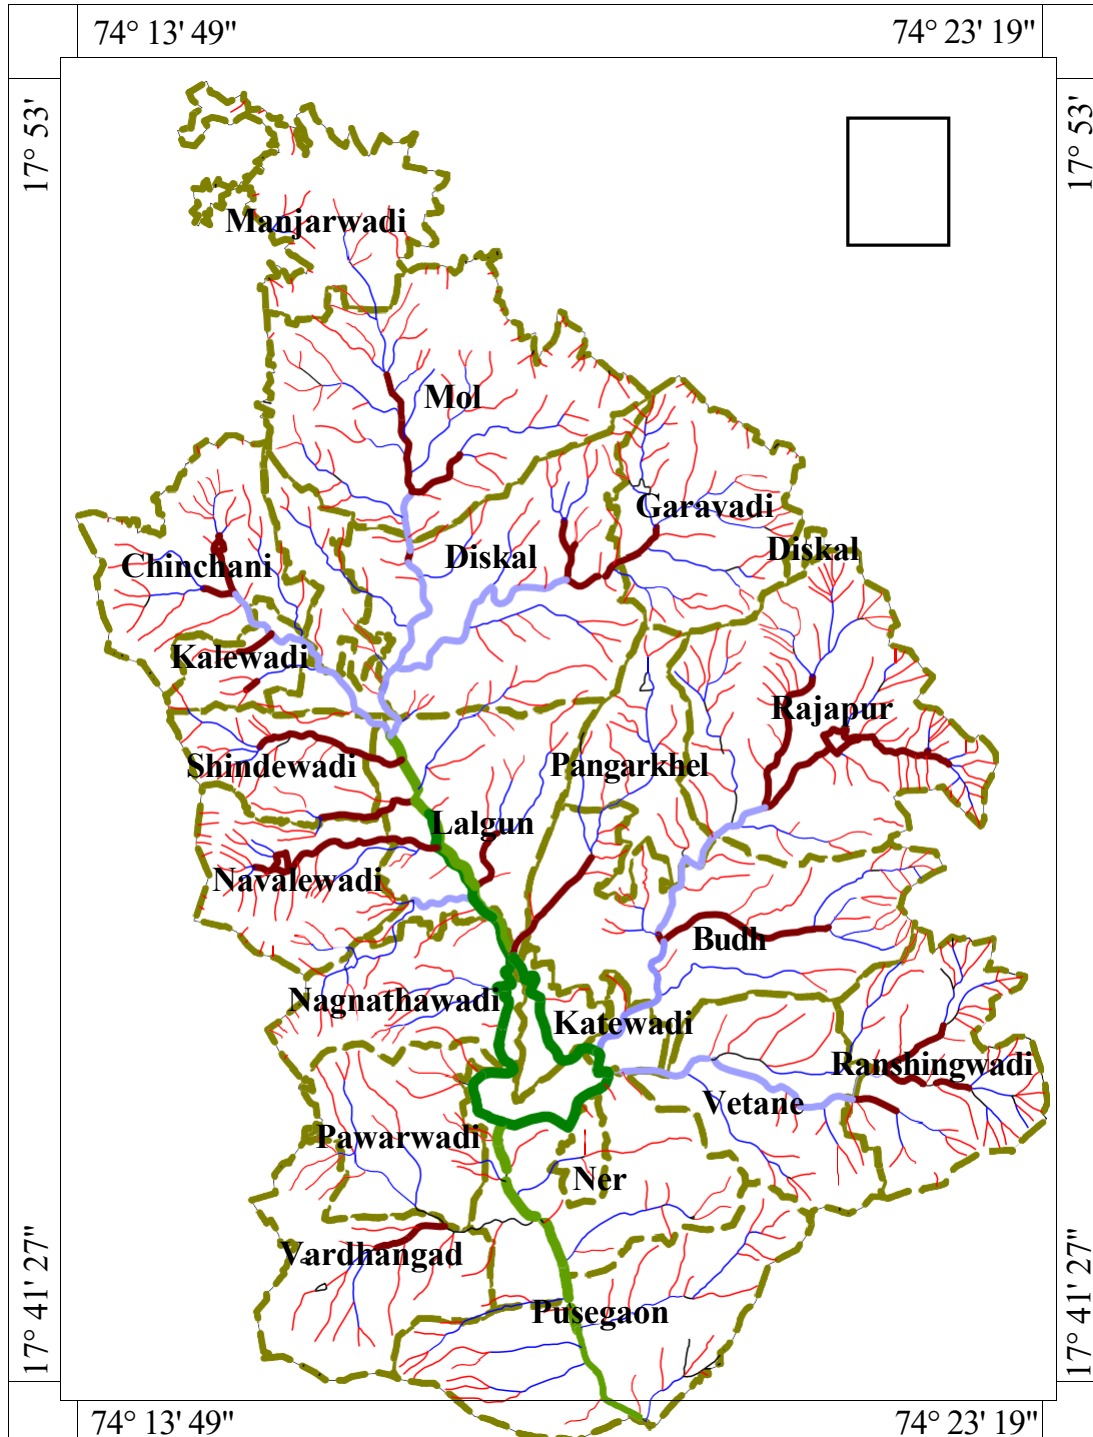 74° 13' 49"
74° 23' 19"
17° 53'
17° 53'
Manjarwadi
Mol
Garavadi
Diskal
Diskal
Chinchani
Kalewadi
Rajapur
Shindewadi
Pangarkhel
Lalgun
Navalewadi
Budh
Nagnathawadi
Katewadi
Ranshingwadi
Vetane
Pawarwadi
Ner
Vardhangad
Pusegaon
17° 41' 27"
17° 41' 27"
74° 13' 49"
74° 23' 19"